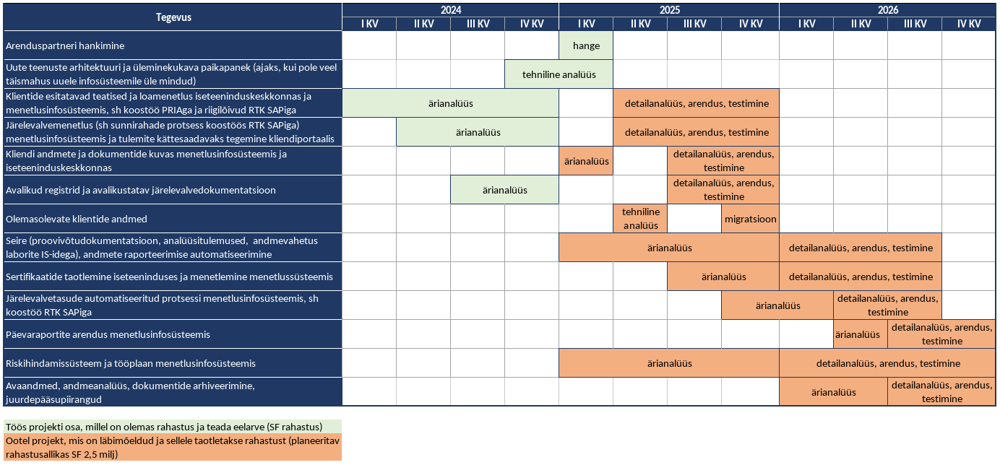 Tegevus
2024
2025
2026
I KV
II KV
III KV
IV KV
I KV
II KV
III KV
IV KV
I KV
II KV
III KV
IV KV
Arenduspartneri hankimine
hange
Uute teenuste arhitektuuri ja üleminekukava paikapanek (ajaks, kui pole veel
täismahus uuele infosüsteemile üle mindud)
tehniline analüüs
Klientide esitatavad teatised ja loamenetlus iseteeninduskeskkonnas ja
menetlusinfosüsteemis, sh koostöö PRIAga ja riigilõivud RTK SAPiga
ärianalüüs
detailanalüüs, arendus, testimine
Järelevalvemenetlus (sh sunnirahade protsess koostöös RTK SAPiga)
menetlusinfosüsteemis ja tulemite kättesaadavaks tegemine kliendiportaalis
ärianalüüs
detailanalüüs, arendus, testimine
Kliendi andmete ja dokumentide kuvas menetlusinfosüsteemis ja
iseteeninduskeskkonnas
ärianalüüs
detailanalüüs, arendus,
testimine
Avalikud registrid ja avalikustatav järelevalvedokumentatsioon
ärianalüüs
detailanalüüs, arendus,
testimine
Olemasolevate klientide andmed
tehniline
analüüs
migratsioon
Seire (proovivõtudokumentatsioon, analüüsitulemused,  andmevahetus
laborite IS-idega), andmete raporteerimise automatiseerimine
ärianalüüs
detailanalüüs, arendus, testimine
Sertifikaatide taotlemine iseteeninduses ja menetlemine menetlussüsteemis
ärianalüüs
detailanalüüs, arendus, testimine
Järelevalvetasude automatiseeritud protsessi menetlusinfosüsteemis, sh
koostöö RTK SAPiga
ärianalüüs
detailanalüüs, arendus,
testimine
Päevaraportite arendus menetlusinfosüsteemis
ärianalüüs
detailanalüüs, arendus,
testimine
Riskihindamissüsteem ja tööplaan menetlusinfosüsteemis
ärianalüüs
detailanalüüs, arendus, testimine
Avaandmed, andmeanalüüs, dokumentide arhiveerimine,
juurdepääsupiirangud
ärianalüüs
detailanalüüs, arendus,
testimine
Töös projekti osa, millel on olemas rahastus ja teada eelarve (SF rahastus)
Ootel projekt, mis on läbimõeldud ja sellele taotletakse rahastust (planeeritav
rahastusallikas SF 2,5 milj)